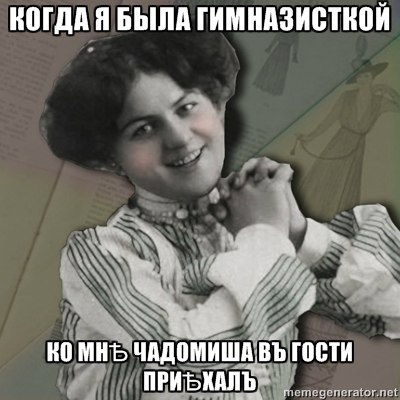 КОГДА Я БЫЛА ГИМНАЗИСТКОЙ
КО МНѢ ЧАДОМИША ВЪ ГОСТИ
ПРИѢХАЛЪ
memegenerator.net